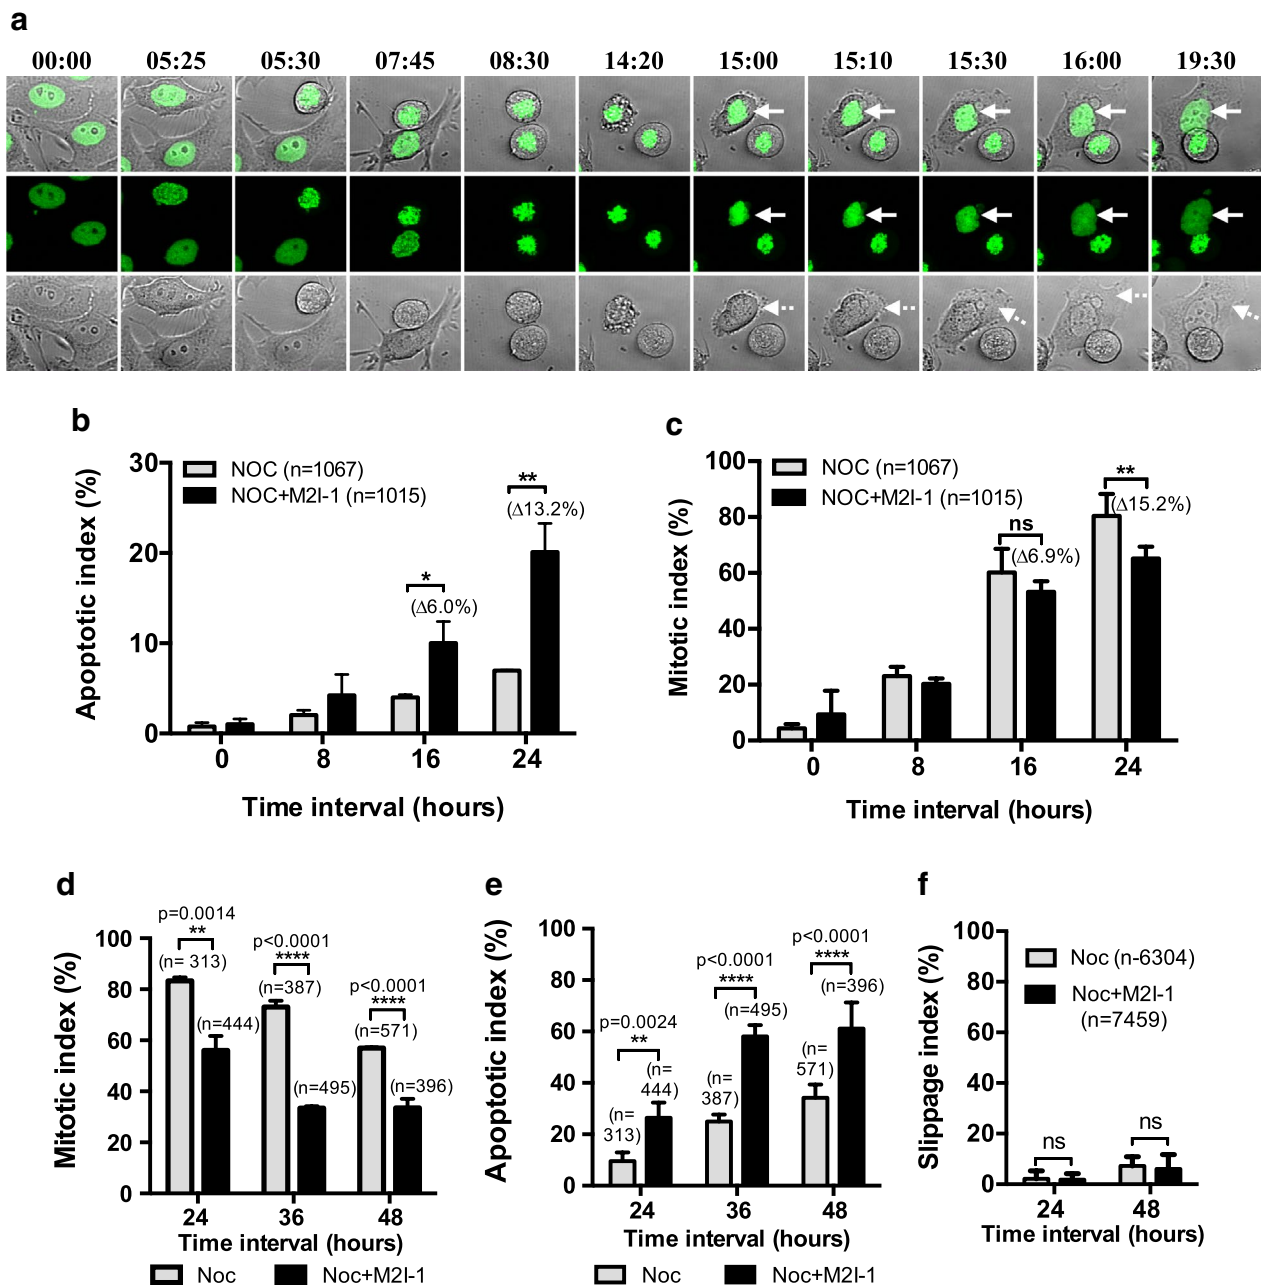 a
00:00 05:25 05:30 07:45 08:30 14:20 15:00 15:10 15:30 16:00 19:30
b
Apoptotic index (%)
NOC (n=1067)
NOC+M2I-1 (n=1015)
30
20
10
0
*
(Δ6.0%)
**
(Δ13.2%)
0 8 16 24
Time interval (hours)
c
Mitotic index (%)
NOC (n=1067)
NOC+M2I-1 (n=1015)
100
80
60
40
20
0
ns
(Δ6.9%)
**
(Δ15.2%)
0 8 16 24
Time interval (hours)
d
Mitotic index (%)
100
80
60
40
20
0
p=0.0014
**
(n= 313)
(n=444)
p<0.0001
****
(n=387)
(n=495)
p<0.0001
****
(n=571)
(n=396)
24 36 48
Time interval (hours)
Noc Noc+M2I-1
e
Apoptotic index (%)
100
80
60
40
20
0
p=0.0024
**
(n=
313)
(n=
444)
p<0.0001
****
(n=
387)
(n=495)
p<0.0001
****
(n=
571)
(n=396)
24 36 48
Time interval (hours)
Noc Noc+M2I-1
f
Slippage index (%)
Noc (n-6304)
Noc+M2I-1
(n=7459)
100
80
60
40
20
0
ns
ns
24 48
Time interval (hours)